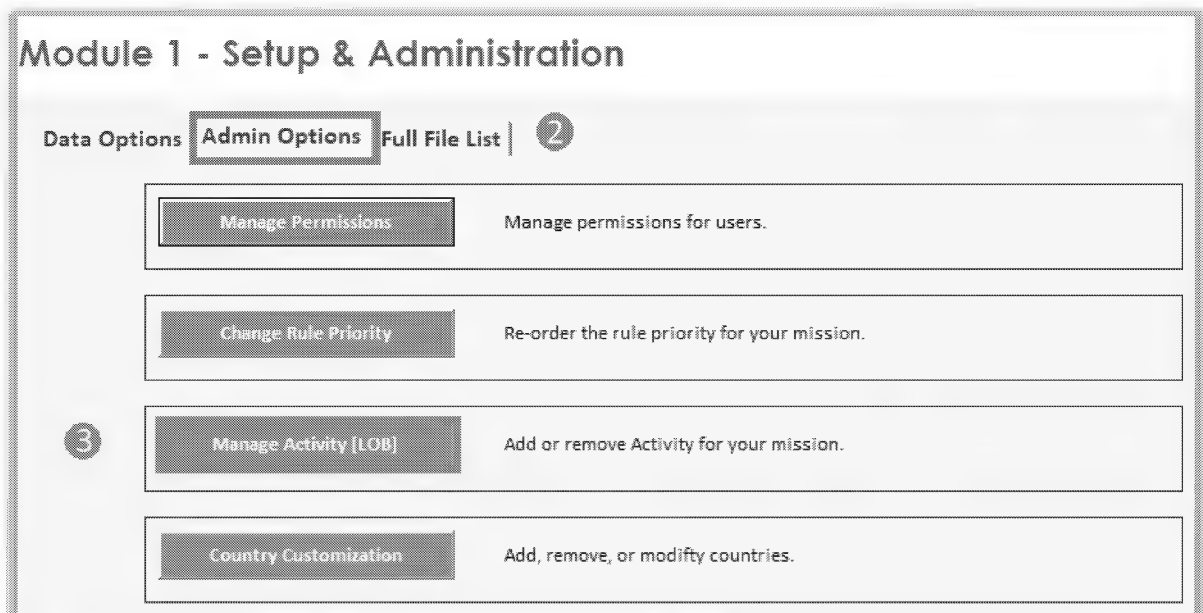 Module 1 - Setup & Administration
Data Options Admin Options Full File List 2
Manage Permissions Manage permissions for users.
Change Rule Priority Re-order the rule priority for your mission.
3 Manage Activity [LOB] Add or remove Activity for your mission.
Country Customization Add, remove, or modifty countries.